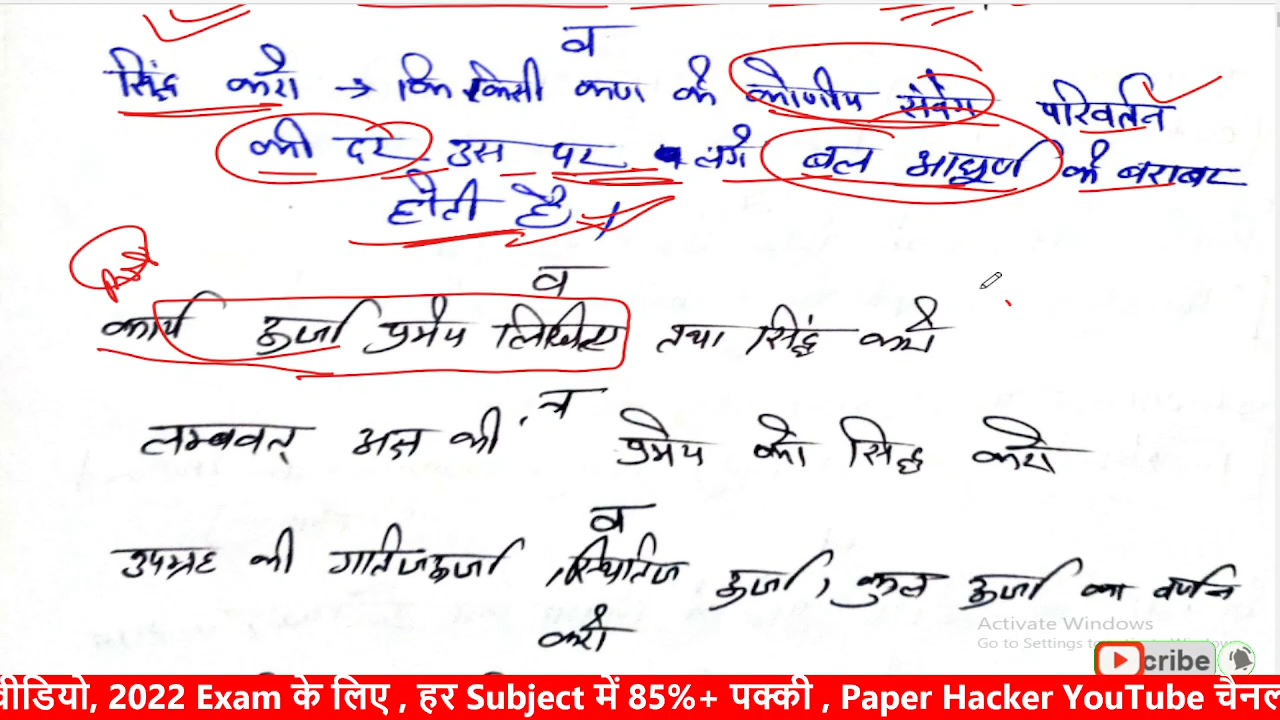 व
सिद्ध करो → कि किसी कण के कोणीय संवेग परिवर्तन
की दर उस पर लगे बल आघूर्ण के बराबर
होती है।
व
कार्य ऊर्जा प्रमेय लिखिए तथा सिद्ध करो
लम्बवत् अक्ष की प्रमेय को सिद्ध करो
व
उपग्रह की गतिज ऊर्जा, स्थितिज ऊर्जा, कुल ऊर्जा का वर्णन
करो
Activate Windows
Go to Settings to
cribe
वीडियो, 2022 Exam के लिए , हर Subject में 85%+ पक्की , Paper Hacker YouTube चैनल